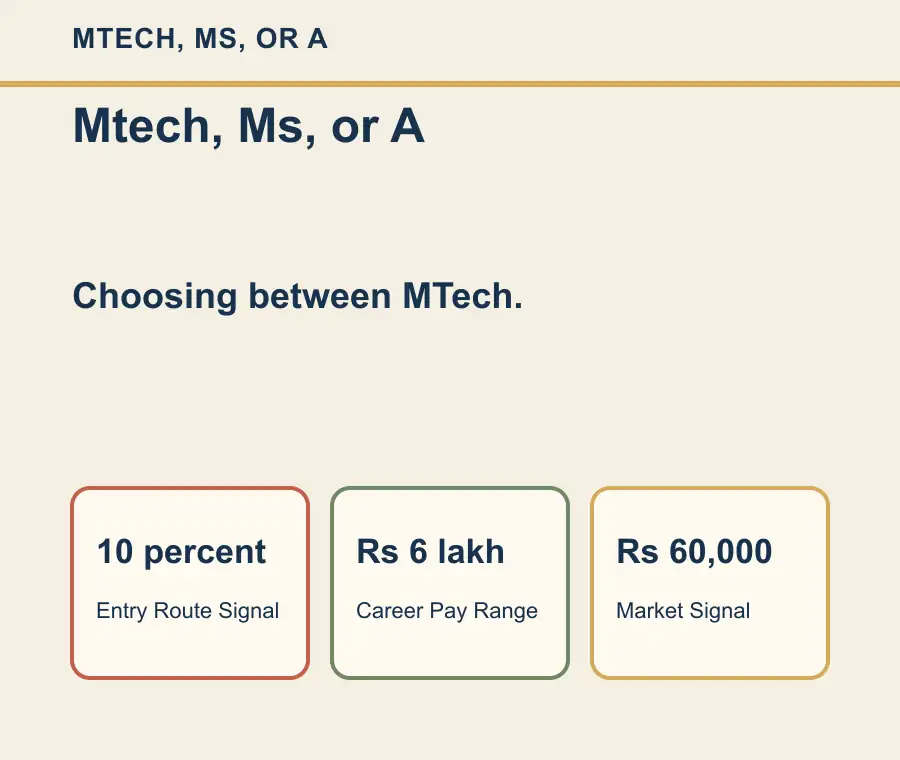 MTECH, MS, OR A
Mtech, Ms, or A
Choosing between MTech.
10 percent
Entry Route Signal
Rs 6 lakh
Career Pay Range
Rs 60,000
Market Signal